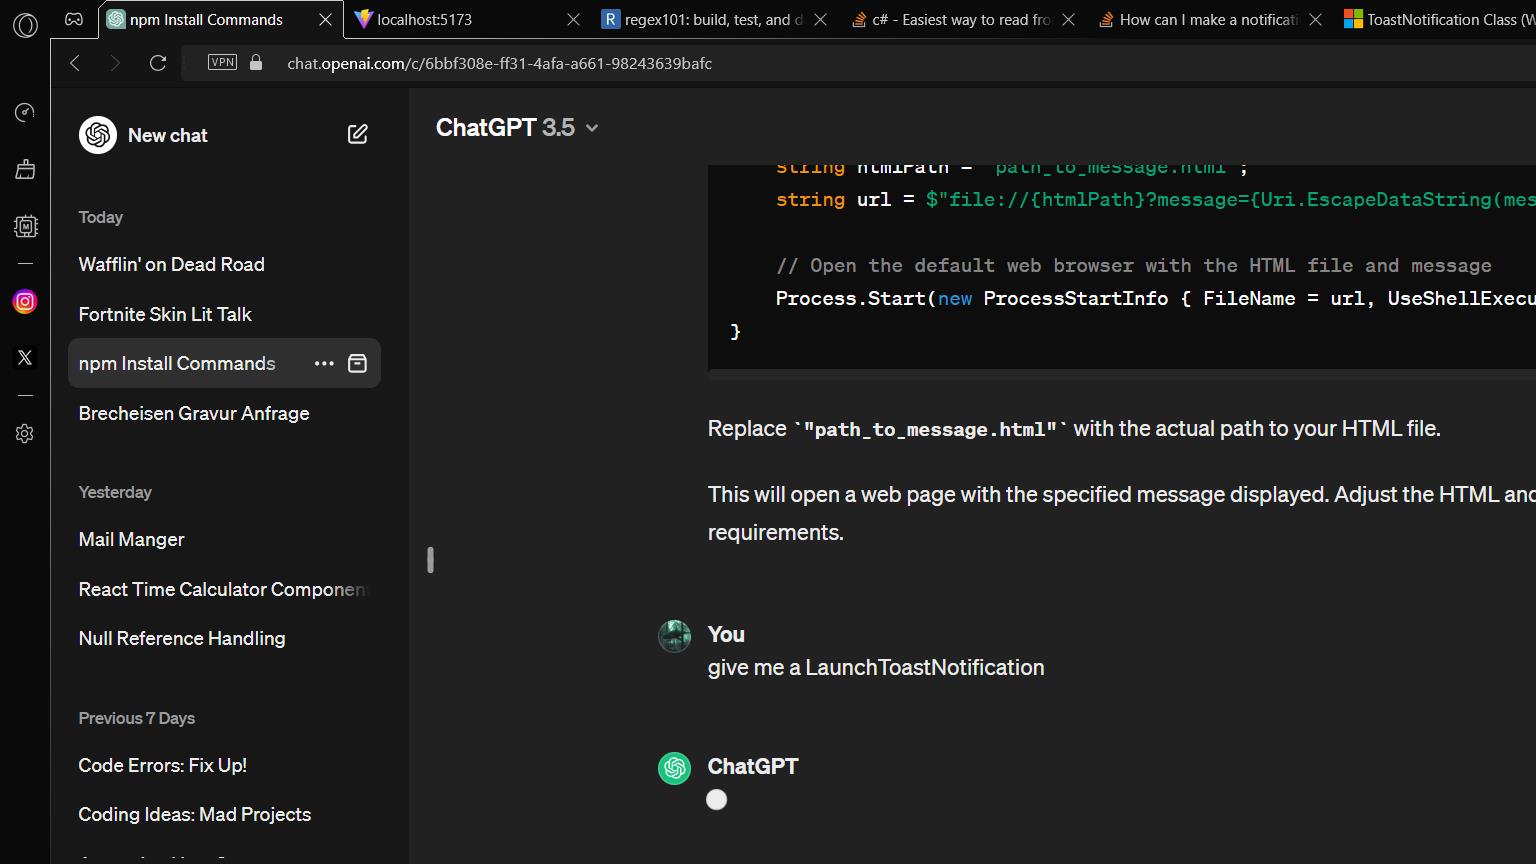 npm Install Commands
localhost:5173
R regex101: build, test, and d
c# - Easiest way to read fro
How can I make a notificati
ToastNotification Class (W
VPN
chat.openai.com/c/6bbf308e-ff31-4afa-a661-98243639bafc
New chat
Today
Wafflin' on Dead Road
Fortnite Skin Lit Talk
npm Install Commands
Brecheisen Gravur Anfrage
Yesterday
Mail Manger
React Time Calculator Componen
Null Reference Handling
Previous 7 Days
Code Errors: Fix Up!
Coding Ideas: Mad Projects
ChatGPT 3.5
string htmlPath = "path_to_message.html";
string url = $"file://{htmlPath}?message={Uri.EscapeDataString(mes
// Open the default web browser with the HTML file and message
Process.Start(new ProcessStartInfo { FileName = url, UseShellExecu
}
Replace `"path_to_message.html"` with the actual path to your HTML file.
This will open a web page with the specified message displayed. Adjust the HTML and
requirements.
You
give me a LaunchToastNotification
ChatGPT